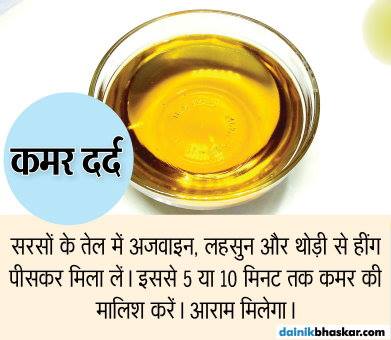 कमर दर्द
सरसों के तेल में अजवाइन, लहसुन और थोड़ी से हींग
पीसकर मिला लें। इससे 5 या 10 मिनट तक कमर की
मालिश करें। आराम मिलेगा।
dainikbhaskar.com